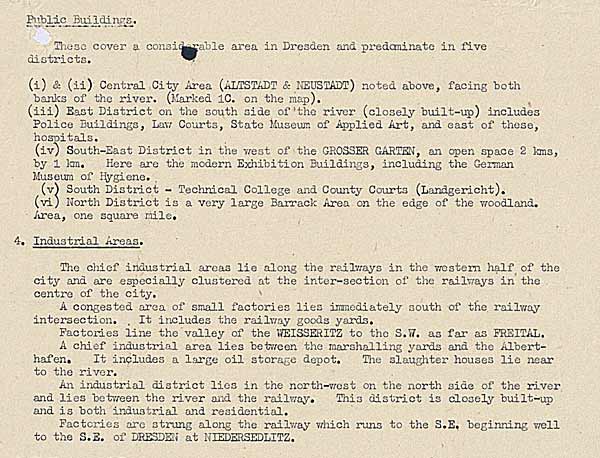 Public Buildings.
These cover a considerable area in Dresden and predominate in five
districts.
(i) & (ii) Central City Area (ALTSTADT & NEUSTADT) noted above, facing both
banks of the river. (Marked 1C. on the map).
(iii) East District on the south side of the river (closely built-up) includes
Police Buildings, Law Courts, State Museum of Applied Art, and east of these,
hospitals.
(iv) South-East District in the west of the GROSSER GARTEN, an open space 2 kms,
by 1 km. Here are the modern Exhibition Buildings, including the German
Museum of Hygiene.
(v) South District - Technical College and County Courts (Landgericht).
(vi) North District is a very large Barrack Area on the edge of the woodland.
Area, one square mile.
4. Industrial Areas.
The chief industrial areas lie along the railways in the western half of the
city and are especially clustered at the inter-section of the railways in the
centre of the city.
A congested area of small factories lies immediately south of the railway
intersection. It includes the railway goods yards.
Factories line the valley of the WEISSERITZ to the S.W. as far as FREITAL.
A chief industrial area lies between the marshalling yards and the Albert-
hafen. It includes a large oil storage depot. The slaughter houses lie near
to the river.
An industrial district lies in the north-west on the north side of the river
and lies between the river and the railway. This district is closely built-up
and is both industrial and residential.
Factories are strung along the railway which runs to the S.E. beginning well
to the S.E. of DRESDEN at NIEDERSEDLITZ.